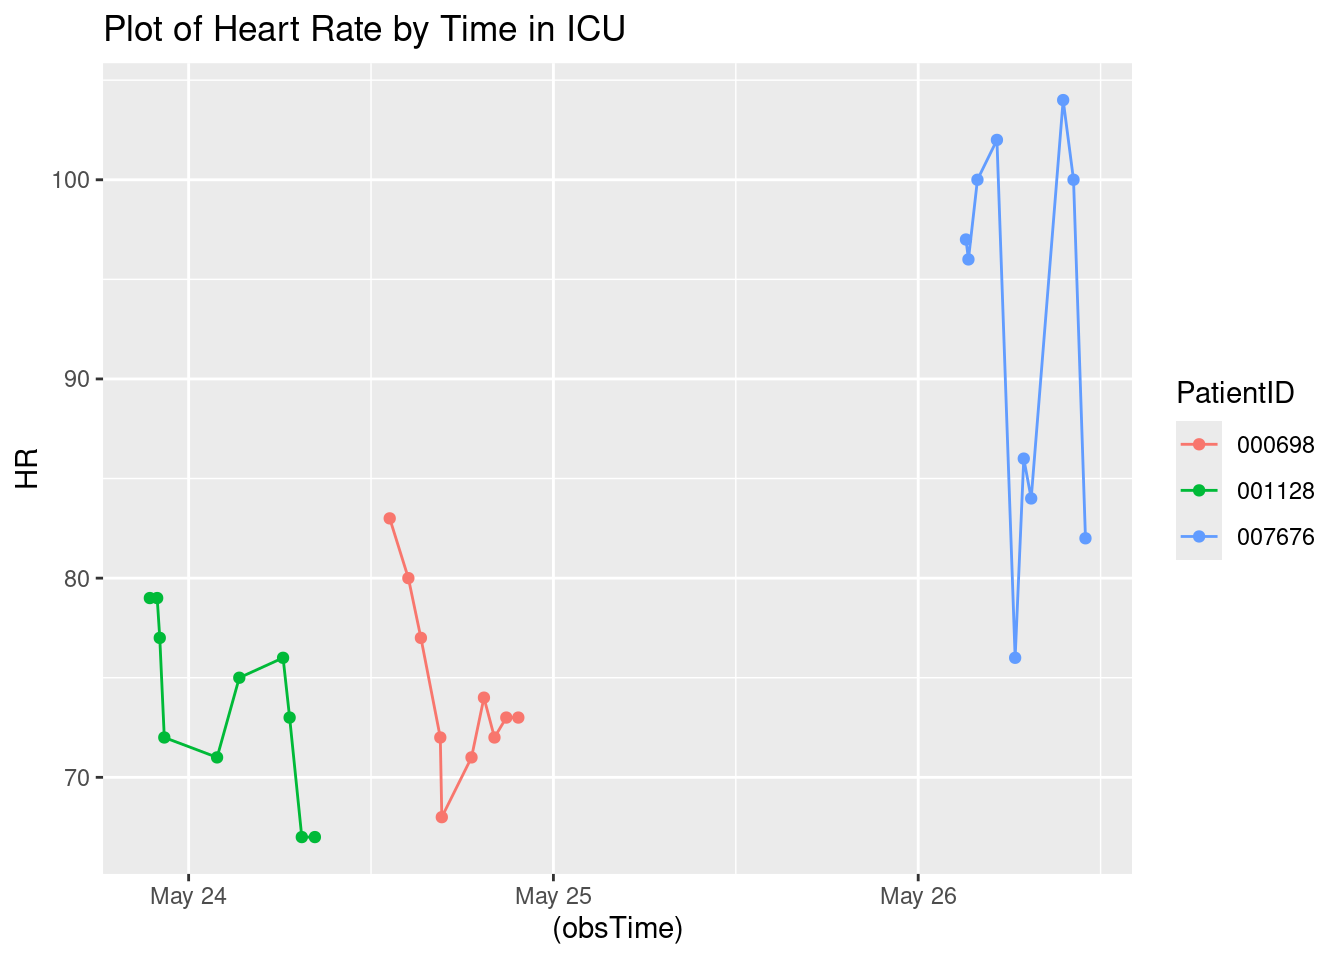 Plot of Heart Rate by Time in ICU
HR
100
90
80
70
May 24
May 25
May 26
(obsTime)
PatientID
000698
001128
007676